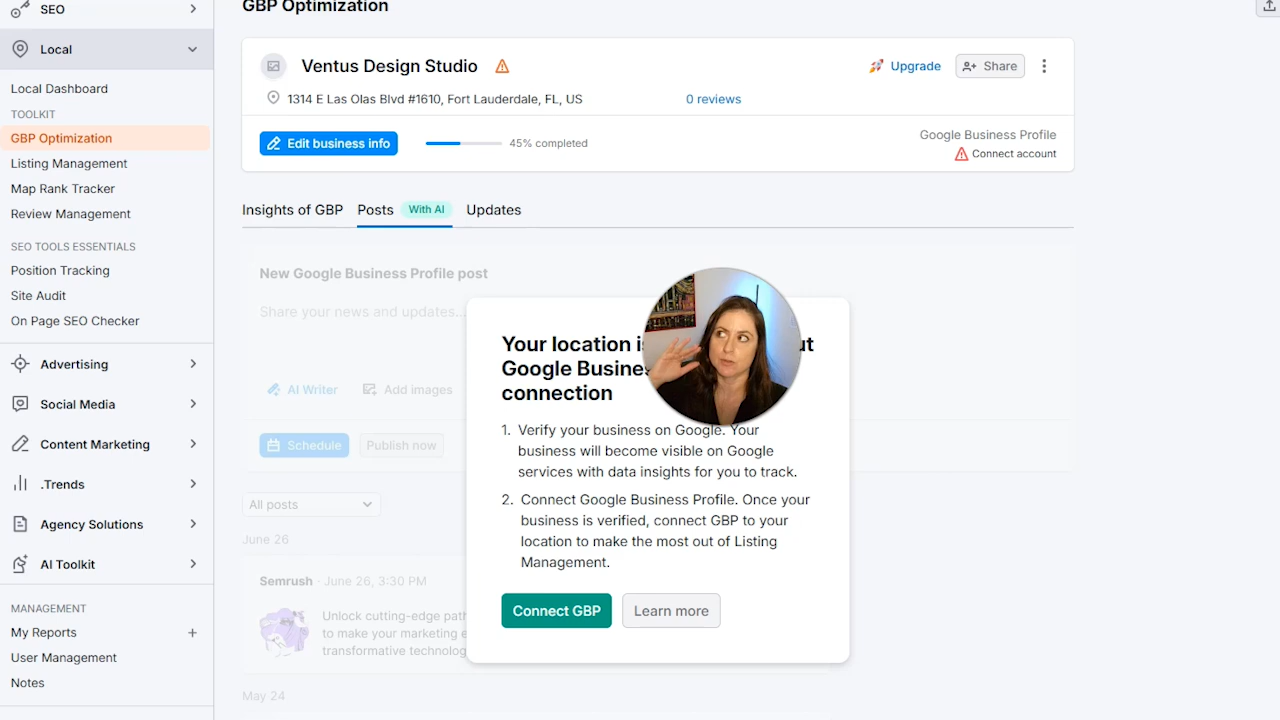 SEO
Local
Local Dashboard
TOOLKIT
GBP Optimization
Listing Management
Map Rank Tracker
Review Management
SEO TOOLS ESSENTIALS
Position Tracking
Site Audit
On Page SEO Checker
Advertising
Social Media
Content Marketing
.Trends
Agency Solutions
AI Toolkit
MANAGEMENT
My Reports
User Management
Notes
GBP Optimization
Ventus Design Studio
Upgrade
Share
1314 E Las Olas Blvd #1610, Fort Lauderdale, FL, US
0 reviews
Edit business info
45% completed
Google Business Profile
Connect account
Insights of GBP
Posts
With AI
Updates
New Google Business Profile post
Share your news and updates...
AI Writer
Add images
Schedule
Publish now
All posts
June 26
Semrush · June 26, 3:30 PM
Unlock cutting-edge
to make your marketing
transformative
May 24
Your location
Google
connection
1. Verify your business on Google. Your
business will become visible on Google
services with data insights for you to track.
2. Connect Google Business Profile. Once your
business is verified, connect GBP to your
location to make the most out of Listing
Management.
Connect GBP
Learn more